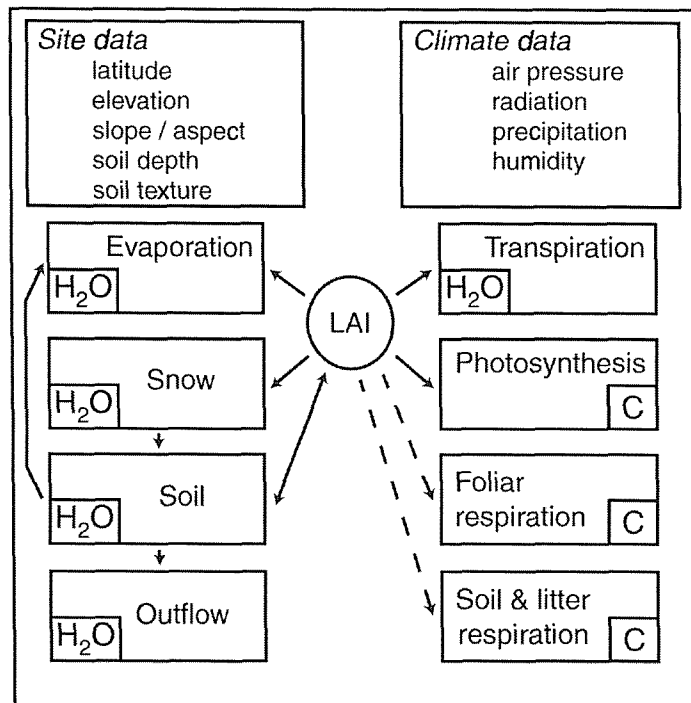 Site data
latitude
elevation
slope / aspect
soil depth
soil texture
Climate data
air pressure
radiation
precipitation
humidity
Evaporation
H₂O
Snow
H₂O
Soil
H₂O
Outflow
H₂O
LAI
Transpiration
H₂O
Photosynthesis
C
Foliar
respiration
C
Soil & litter
respiration
C